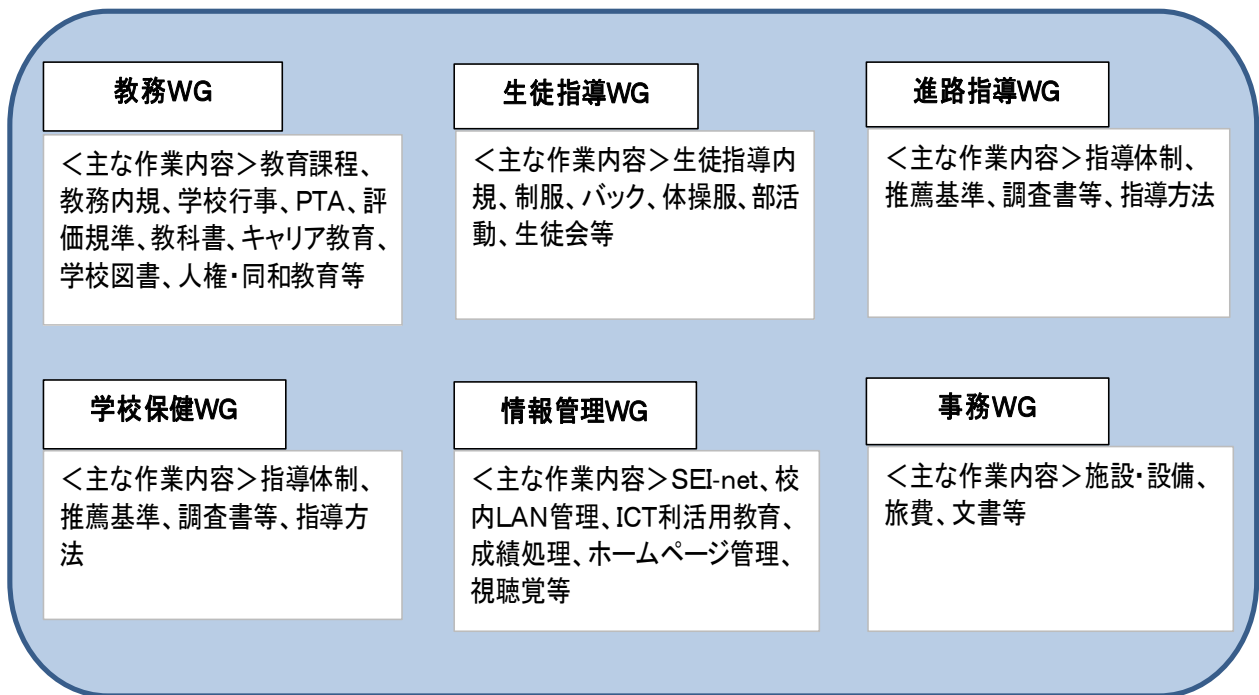 教務WG
<主な作業内容>教育課程、
教務内規、学校行事、PTA、評
価規準、教科書、キャリア教育、
学校図書、人権・同和教育等
生徒指導WG
<主な作業内容>生徒指導内
規、制服、バック、体操服、部活
動、生徒会等
進路指導WG
<主な作業内容>指導体制、
推薦基準、調査書等、指導方法
学校保健WG
<主な作業内容>指導体制、
推薦基準、調査書等、指導方
法
情報管理WG
<主な作業内容>SEI-net、校
内LAN管理、ICT利活用教育、
成績処理、ホームページ管理、
視聴覚等
事務WG
<主な作業内容>施設・設備、
旅費、文書等